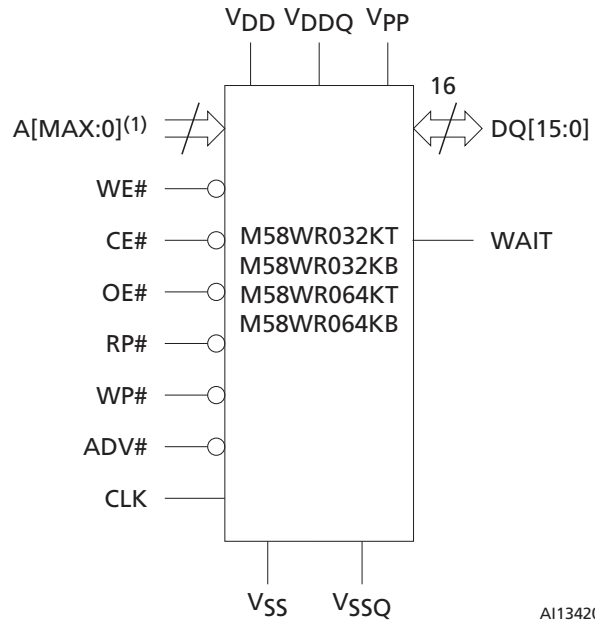 VDD VDDQ VPP
16
A[MAX:0](1)
DQ[15:0]
WE#
CE#
OE#
RP#
WP#
ADV#
CLK
M58WR032KT
M58WR032KB
M58WR064KT
M58WR064KB
WAIT
VSS VSSQ
AI13420